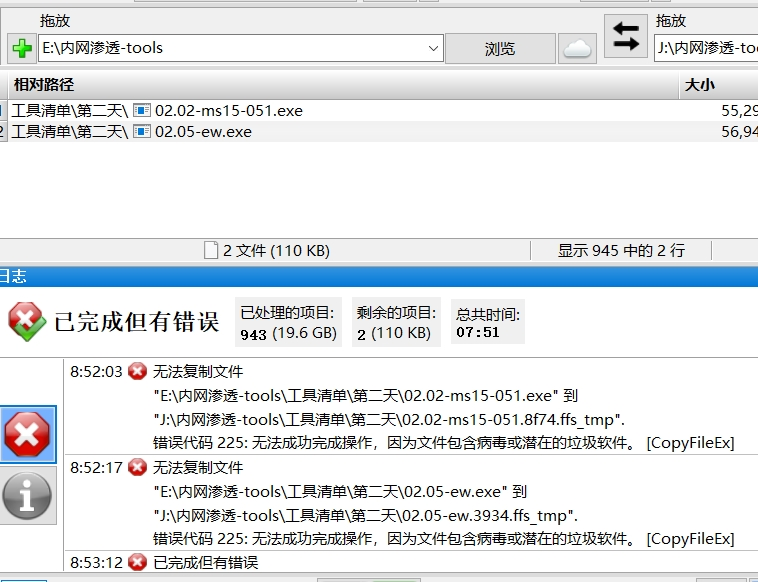 拖放
拖放
E:\内网渗透-tools
浏览
J:\内网渗透-too
相对路径
大小
工具清单\第二天\ 02.02-ms15-051.exe 55,29
2 工具清单\第二天\ 02.05-ew.exe 56,94
2 文件 (110 KB)
显示 945 中的 2 行
日志
已完成但有错误
已处理的项目:
943 (19.6 GB)
剩余的项目:
2 (110 KB)
总共时间:
07:51
8:52:03 无法复制文件
"E:\内网渗透-tools\工具清单\第二天\02.02-ms15-051.exe" 到
"J:\内网渗透-tools\工具清单\第二天\02.02-ms15-051.8f74.ffs_tmp".
错误代码 225: 无法成功完成操作，因为文件包含病毒或潜在的垃圾软件。 [CopyFileEx]
8:52:17 无法复制文件
"E:\内网渗透-tools\工具清单\第二天\02.05-ew.exe" 到
"J:\内网渗透-tools\工具清单\第二天\02.05-ew.3934.ffs_tmp".
错误代码 225: 无法成功完成操作，因为文件包含病毒或潜在的垃圾软件。 [CopyFileEx]
8:53:12 已完成但有错误